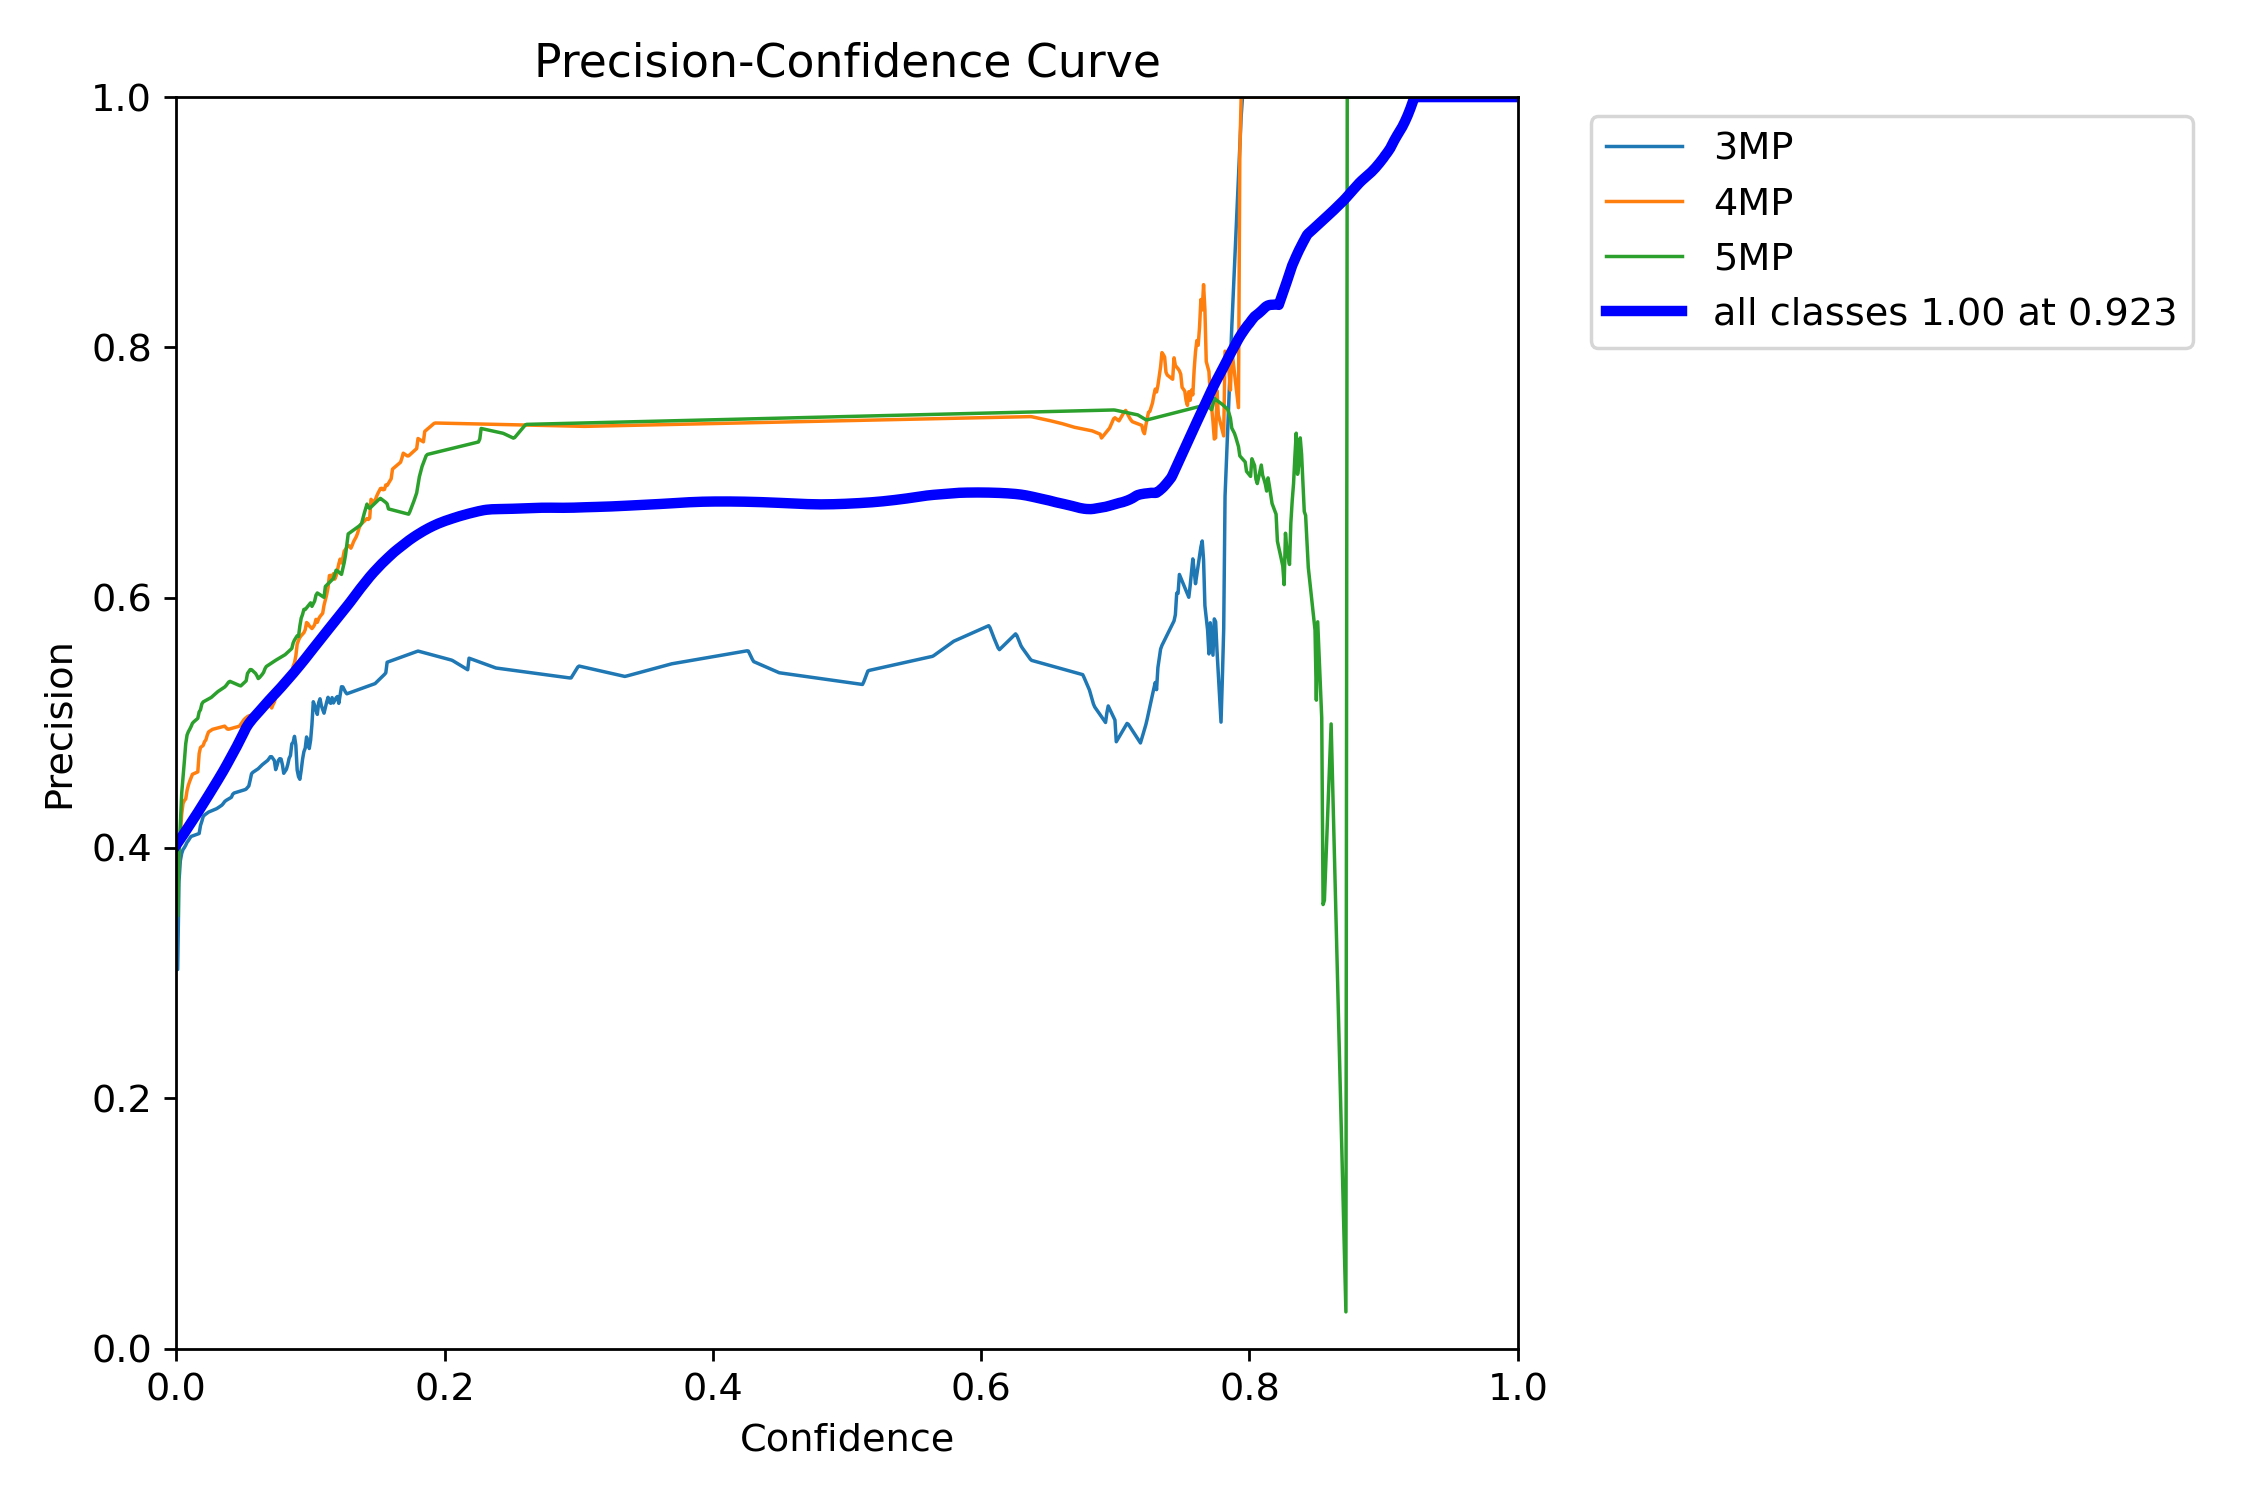 Precision-Confidence Curve
1.0
0.8
0.6
0.4
0.2
0.0
Precision
0.0 0.2 0.4 0.6 0.8 1.0
Confidence
3MP
4MP
5MP
all classes 1.00 at 0.923